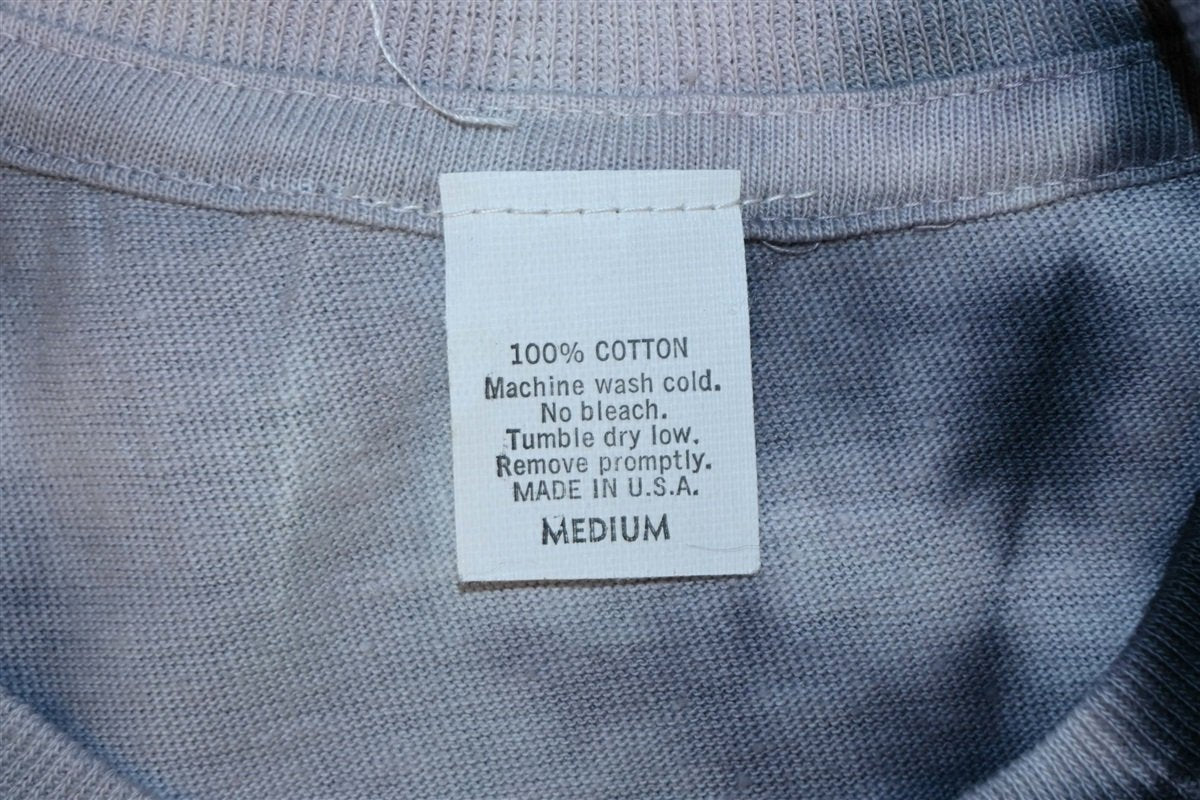 100% COTTON
Machine wash cold.
No bleach.
Tumble dry low.
Remove promptly.
MADE IN U.S.A.
MEDIUM